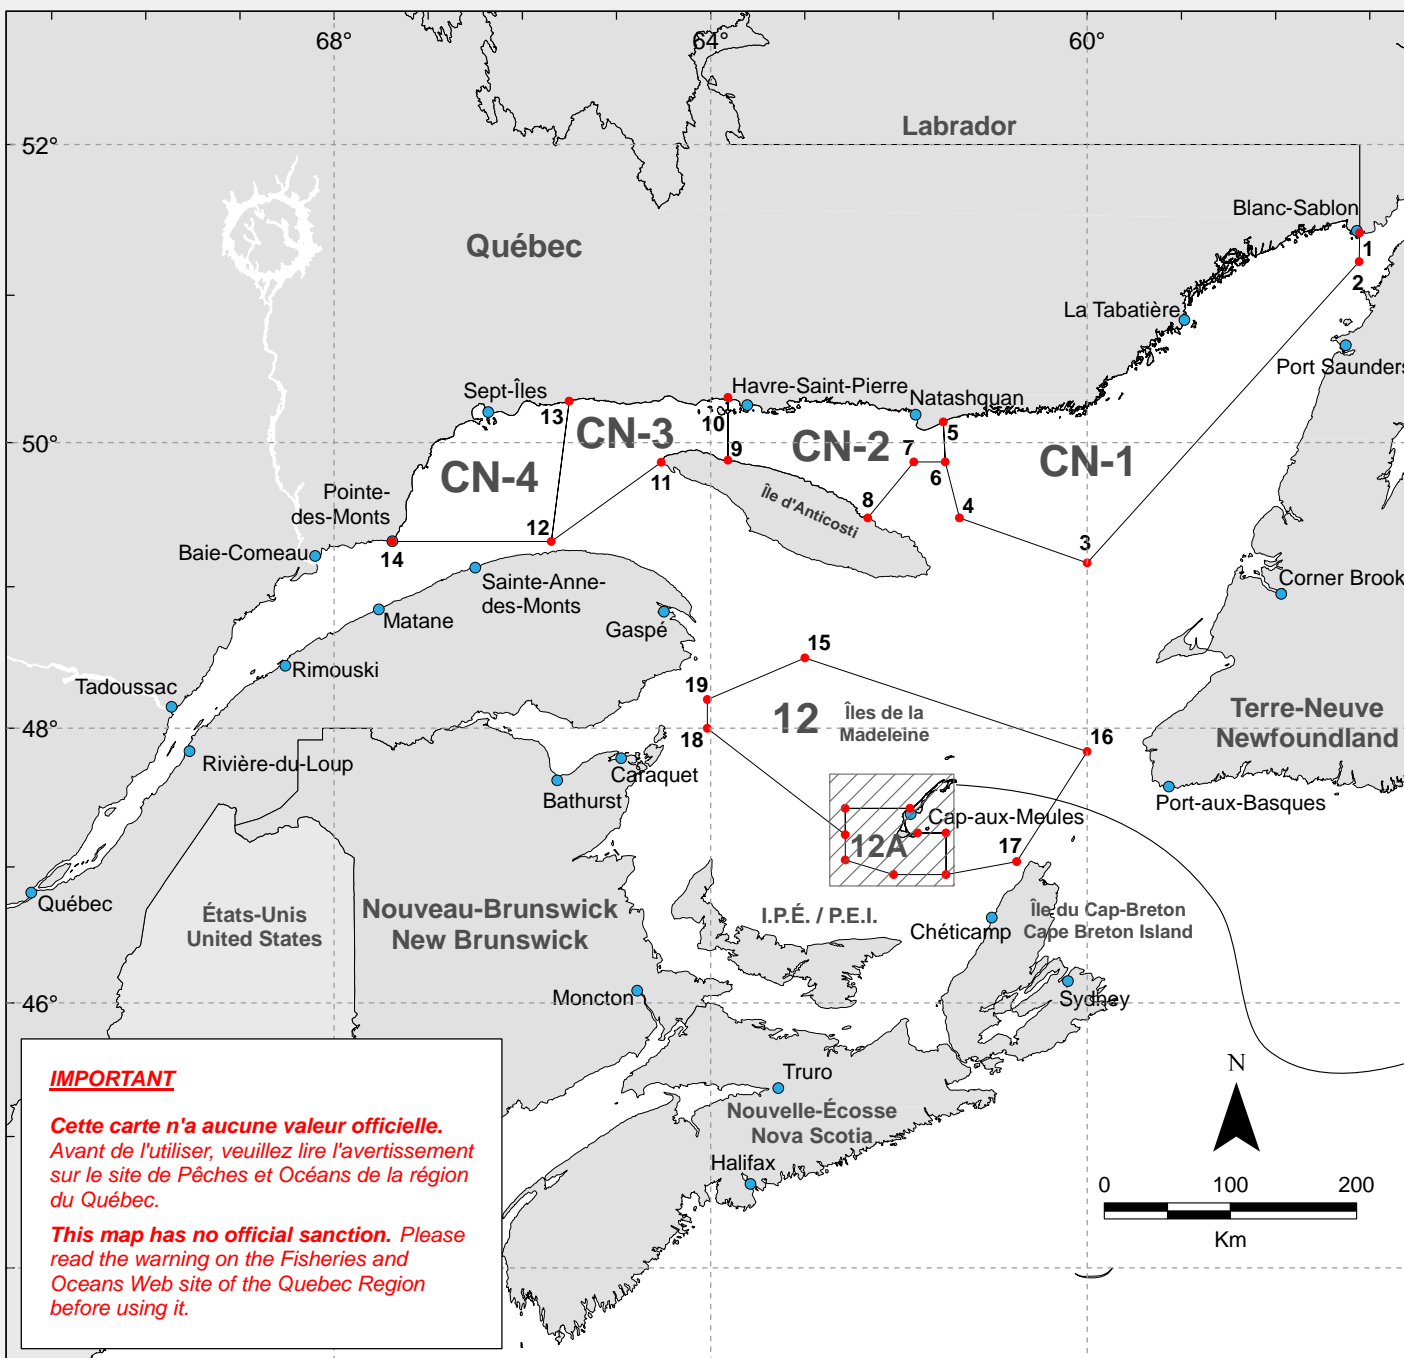 68°
64°
60°
Labrador
52°
Blanc-Sablon
Québec
1
2
La Tabatière
Port Saunders
Sept-Îles
Havre-Saint-Pierre
Natashquan
13
10
CN-3
CN-2
5
50°
9
7
CN-1
6
11
CN-4
Pointe-
des-Monts
Île d'Anticosti
8
4
12
3
Baie-Comeau
14
Sainte-Anne-
des-Monts
Corner Brook
Matane
Gaspé
15
Rimouski
Tadoussac
19
12
Îles de la
Madeleine
Terre-Neuve
Newfoundland
48°
18
16
Rivière-du-Loup
Caraquet
Bathurst
Port-aux-Basques
Cap-aux-Meules
12A
17
Québec
États-Unis
United States
Nouveau-Brunswick
New Brunswick
I.P.É. / P.E.I.
Chéticamp
Île du Cap-Breton
Cape Breton Island
46°
Moncton
Sydney
Truro
Nouvelle-Écosse
Nova Scotia
Halifax
N
0 100 200
Km
IMPORTANT
Cette carte n'a aucune valeur officielle.
Avant de l'utiliser, veuillez lire l'avertissement
sur le site de Pêches et Océans de la région
du Québec.
This map has no official sanction. Please
read the warning on the Fisheries and
Oceans Web site of the Quebec Region
before using it.